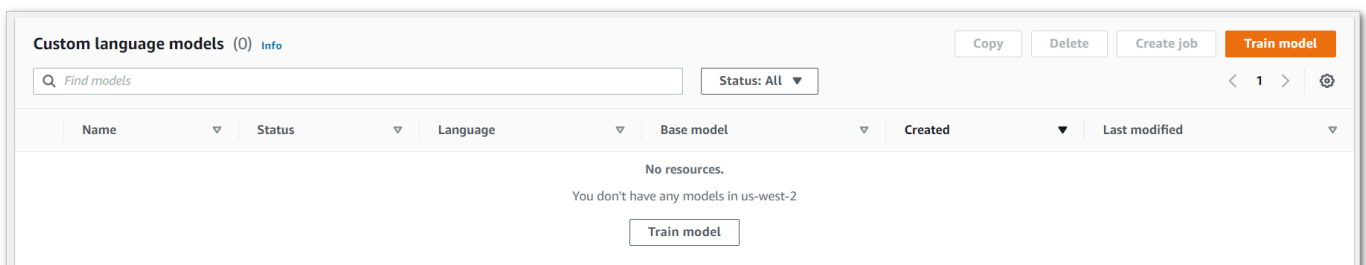 Custom language models (0) Info
Copy Delete Create job Train model
Find models
Status: All
1
Name Status Language Base model Created Last modified
No resources.
You don't have any models in us-west-2
Train model